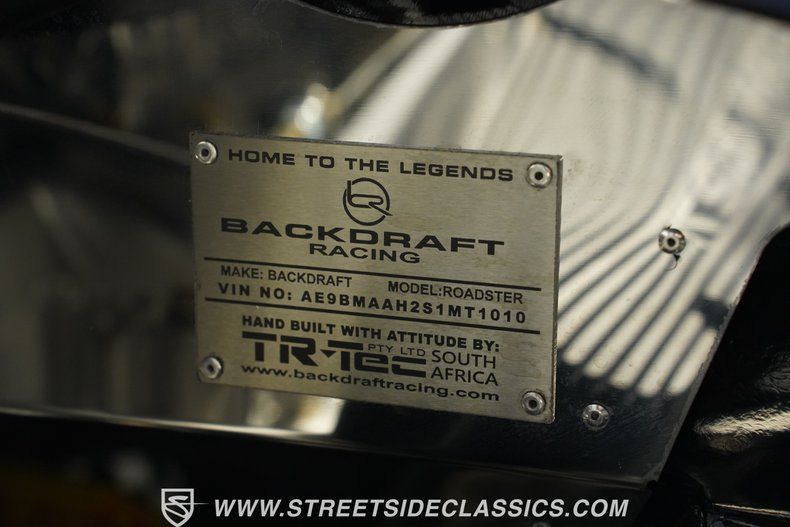 HOME TO THE LEGENDS
BACKDRAFT
RACING
MAKE: BACKDRAFT MODEL:ROADSTER
VIN NO: AE9BMAAH2S1MT1010
HAND BUILT WITH ATTITUDE BY:
TR-Tec PTY LTD SOUTH AFRICA
www.backdraftracing.com
WWW.STREETSIDECLASSICS.COM